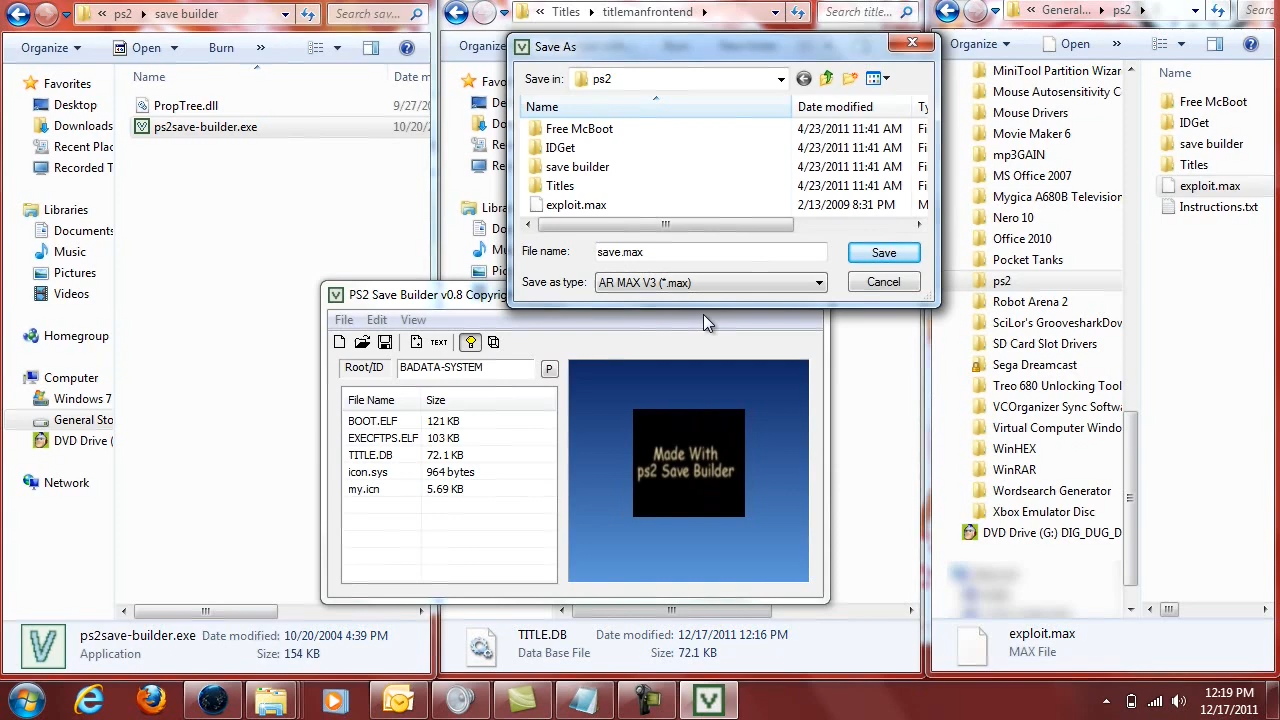 ps2 ▸ save builder
Search sav...
Organize
Open
Burn
»
Name
Date m
Favorites
Desktop
Downloads
Recent Plac
Recorded T
PropTree.dll
9/27/20
ps2save-builder.exe
10/20/2
Libraries
Documents
Music
Pictures
Videos
Homegroup
Computer
Windows 7
General Sto
DVD Drive (
Network
ps2save-builder.exe Date modified: 10/20/2004 4:39 PM
Application Size: 154 KB
« Titles ▸ titlemanfrontend ▸
Search title...
Organize
Favo
Save As
Save in: ps2
Name Date modified Ty
Free McBoot 4/23/2011 11:41 AM Fi
IDGet 4/23/2011 11:41 AM Fi
save builder 4/23/2011 11:41 AM Fi
Titles 4/23/2011 11:41 AM Fi
exploit.max 2/13/2009 8:31 PM M
File name: save.max
Save
Save as type: AR MAX V3 (*.max)
Cancel
PS2 Save Builder v0.8 Copyrig
File Edit View
TEXT
Root/ID BADATA-SYSTEM P
File Name Size
BOOT.ELF 121 KB
EXECFTPS.ELF 103 KB
TITLE.DB 72.1 KB
icon.sys 964 bytes
my.icn 5.69 KB
Made With
ps2 Save Builder
TITLE.DB Date modified: 12/17/2011 12:16 PM
Data Base File Size: 72.1 KB
« General... ▸ ps2 ▸
Searc
Organize
Open
»
MiniTool Partition Wizar
Mouse Autosensitivity C
Mouse Drivers
Movie Maker 6
mp3GAIN
MS Office 2007
Mygica A680B Television
Nero 10
Office 2010
Pocket Tanks
ps2
Robot Arena 2
SciLor's GroovesharkDow
SD Card Slot Drivers
Sega Dreamcast
Treo 680 Unlocking Tool
VCOrganizer Sync Softwa
Virtual Computer Windo
WinHEX
WinRAR
Wordsearch Generator
Xbox Emulator Disc
DVD Drive (G:) DIG_DUG_D
Name
Free McBoot
IDGet
save builder
Titles
exploit.max
Instructions.txt
exploit.max
MAX File
12:19 PM
12/17/2011